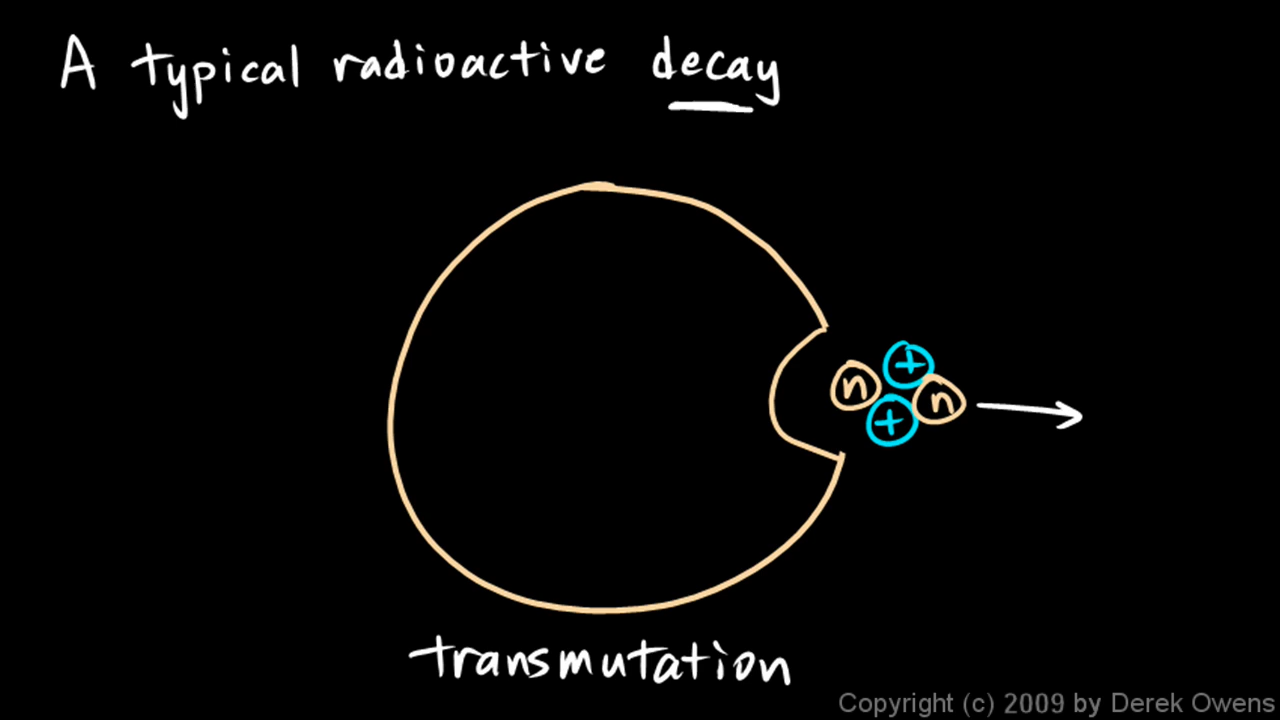 A typical radioactive decay
+
n
n
+
transmutation
Copyright (c) 2009 by Derek Owens